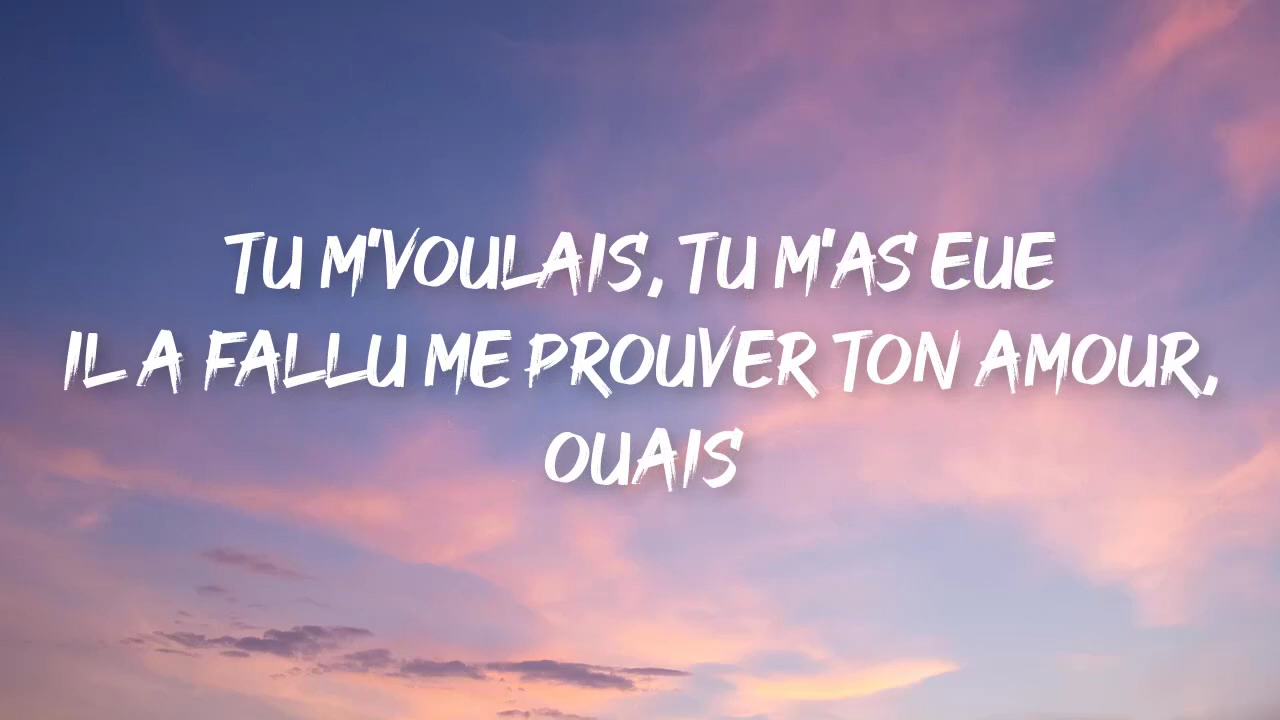 TU M'VOULAIS, TU M'AS EUE
IL A FALLU ME PROUVER TON AMOUR,
OUAIS